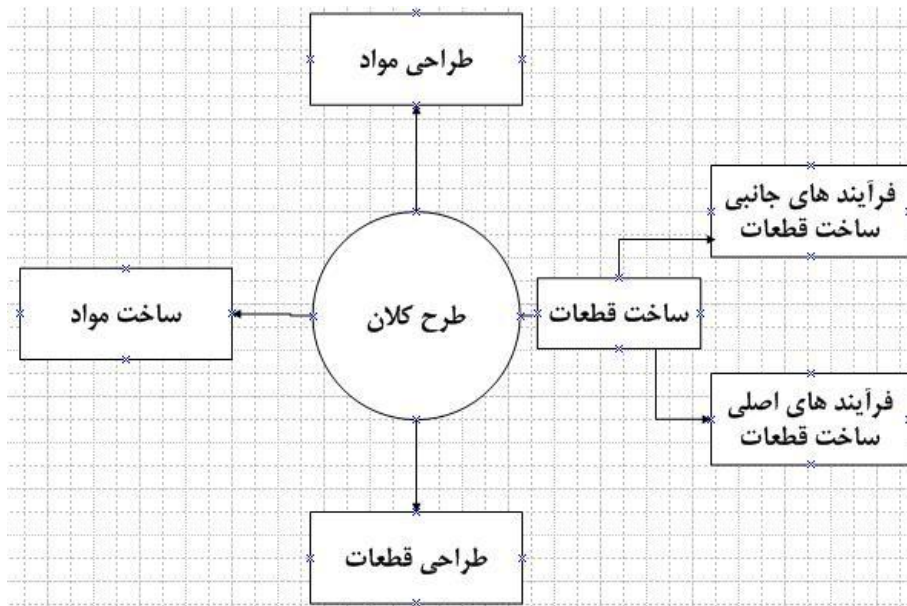 طراحی مواد
فرآیند های جانبی
ساخت قطعات
ساخت قطعات
طرح کلان
ساخت مواد
فرآیند های اصلی
ساخت قطعات
طراحی قطعات